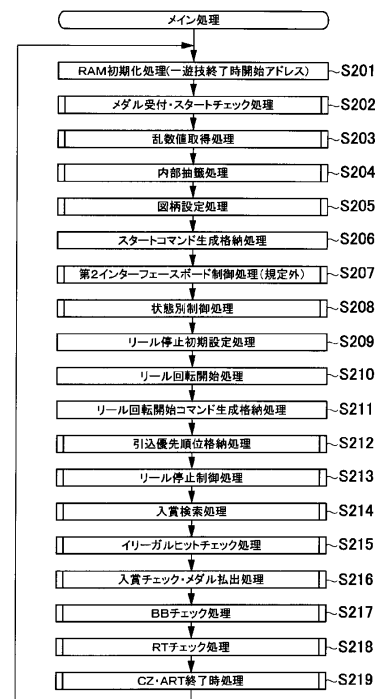 メイン処理
RAM初期化処理(一遊技終了時開始アドレス) S201
メダル受付・スタートチェック処理 S202
乱数値取得処理 S203
内部抽籤処理 S204
図柄設定処理 S205
スタートコマンド生成格納処理 S206
第2インターフェースボード制御処理(規定外) S207
状態別制御処理 S208
リール停止初期設定処理 S209
リール回転開始処理 S210
リール回転開始コマンド生成格納処理 S211
引込優先順位格納処理 S212
リール停止制御処理 S213
入賞検索処理 S214
イリーガルヒットチェック処理 S215
入賞チェック・メダル払出処理 S216
BBチェック処理 S217
RTチェック処理 S218
CZ・ART終了時処理 S219